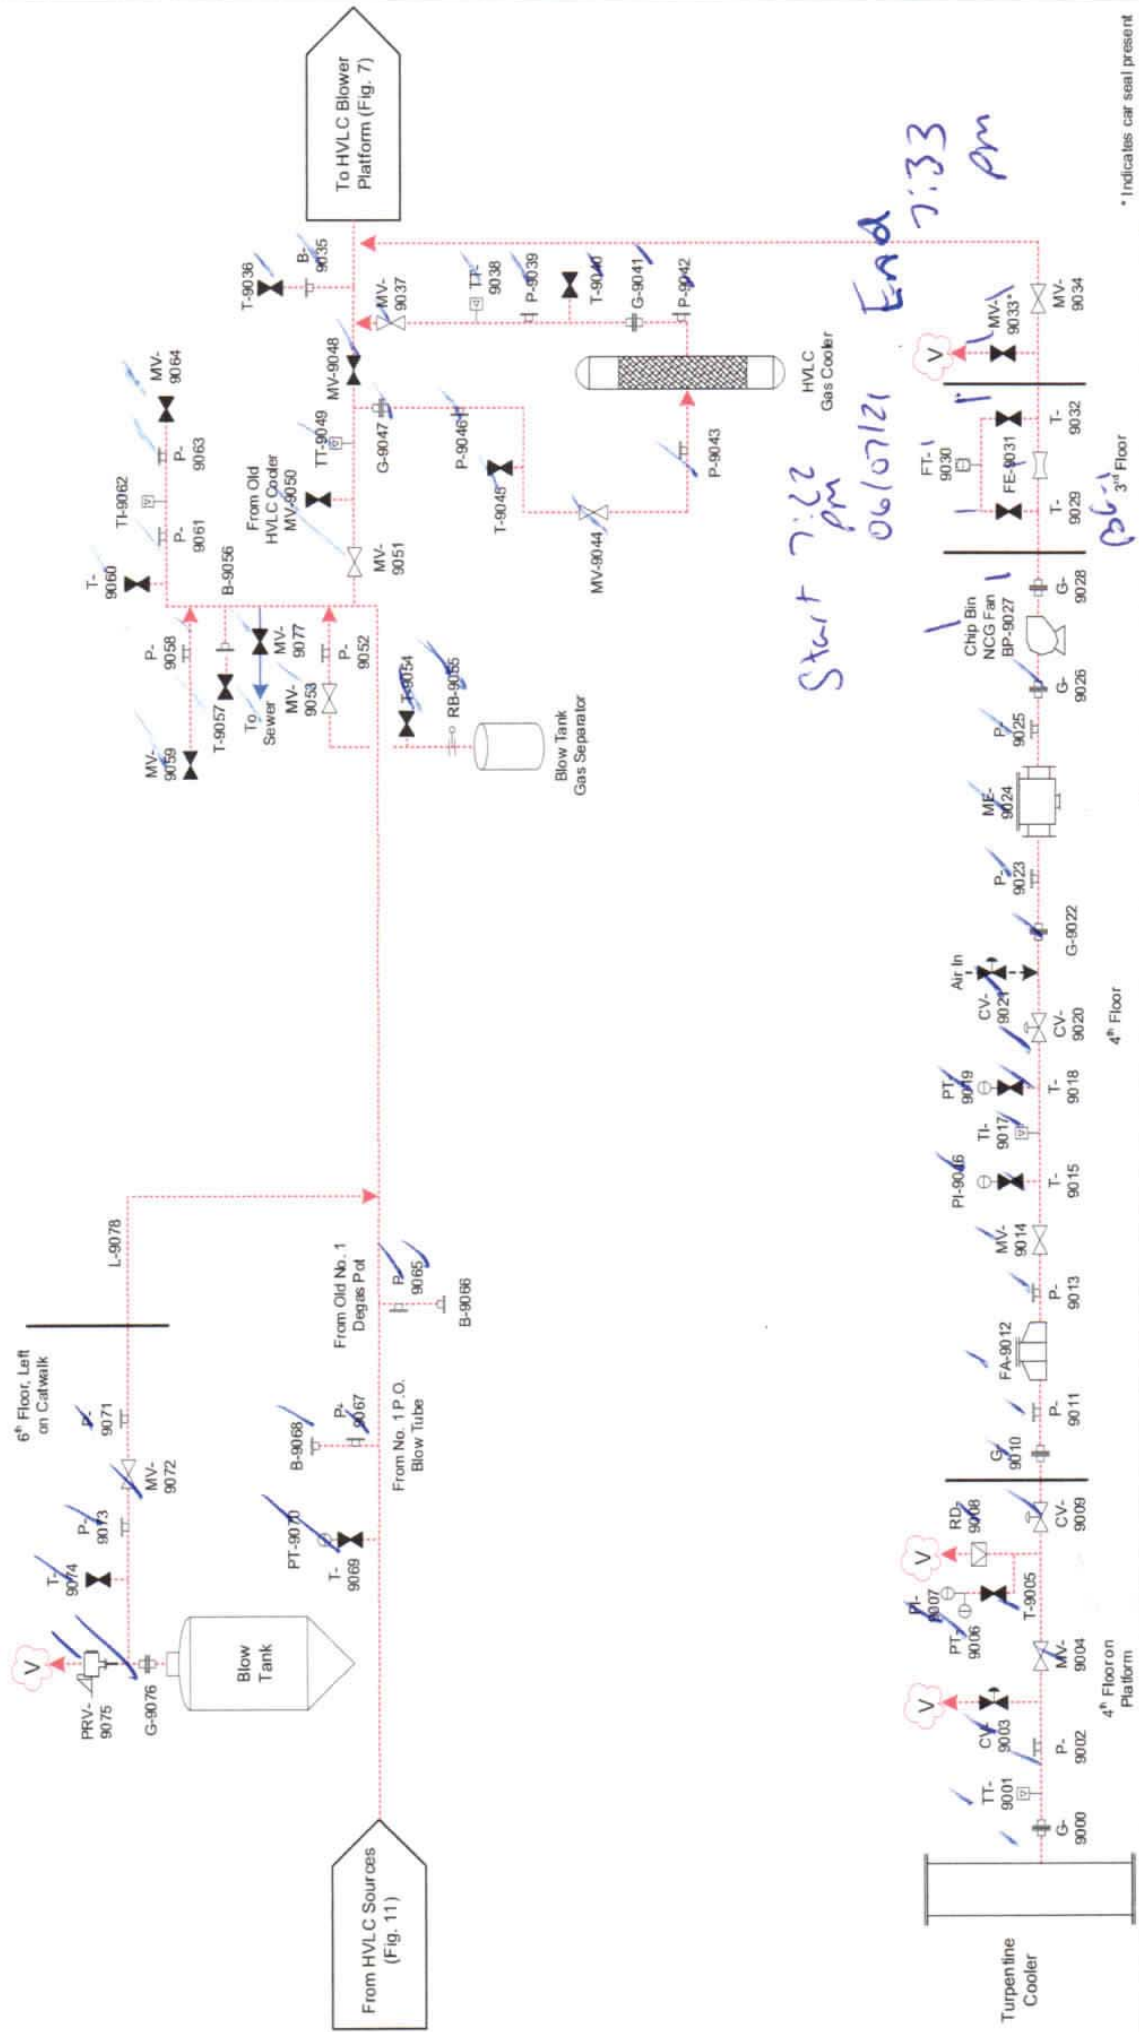 6th Floor, Left
on Catwalk
V
PRV-
9075
G-9076
Blow
Tank
T-
9074
P-
9073
MV-
9072
P-
9071
L-9078
From HVLC Sources
(Fig. 11)
PT-9070
T-
9069
B-9068
P-
9067
From No. 1 P.O.
Blow Tube
From Old No. 1
Degas Pot
P-
9065
B-9066
MV-
9059
P-
9058
T-
9060
P-
9061
TI-9062
P-
9063
MV-
9064
T-9057
B-9056
To
Sewer
MV-
9077
MV-
9053
P-
9052
T-9054
RB-9055
Blow Tank
Gas Separator
MV-
9051
From Old
HVLC Cooler
MV-9050
TT-9049
MV-9048
G-9047
P-9046
T-9045
MV-9044
P-9043
HVLC
Gas Cooler
P-9042
G-9041
T-9040
P-9039
TT-
9038
MV-
9037
T-9036
B-
9035
To HVLC Blower
Platform (Fig. 7)
Start 7:22
pm
06/07/21
End
7:33
pm
Turpentine
Cooler
G-
9000
TT-
9001
P-
9002
CV-
9003
V
MV-
9004
4th Floor on
Platform
T-9005
PT-
9006
PI-
9007
V
RD-
9008
CV-
9009
G-
9010
P-
9011
FA-9012
P-
9013
MV-
9014
T-
9015
PI-9046
TI-
9017
T-
9018
PT-
9019
CV-
9020
Air In
CV-
9021
4th Floor
G-9022
P-
9023
ME-
9024
P-
9025
G-
9026
Chip Bin
NCG Fan
BP-9027
G-
9028
T-
9029
FT-
9030
FE-9031
T-
9032
3rd Floor
V
MV-
9033*
MV-
9034
* Indicates car seal present